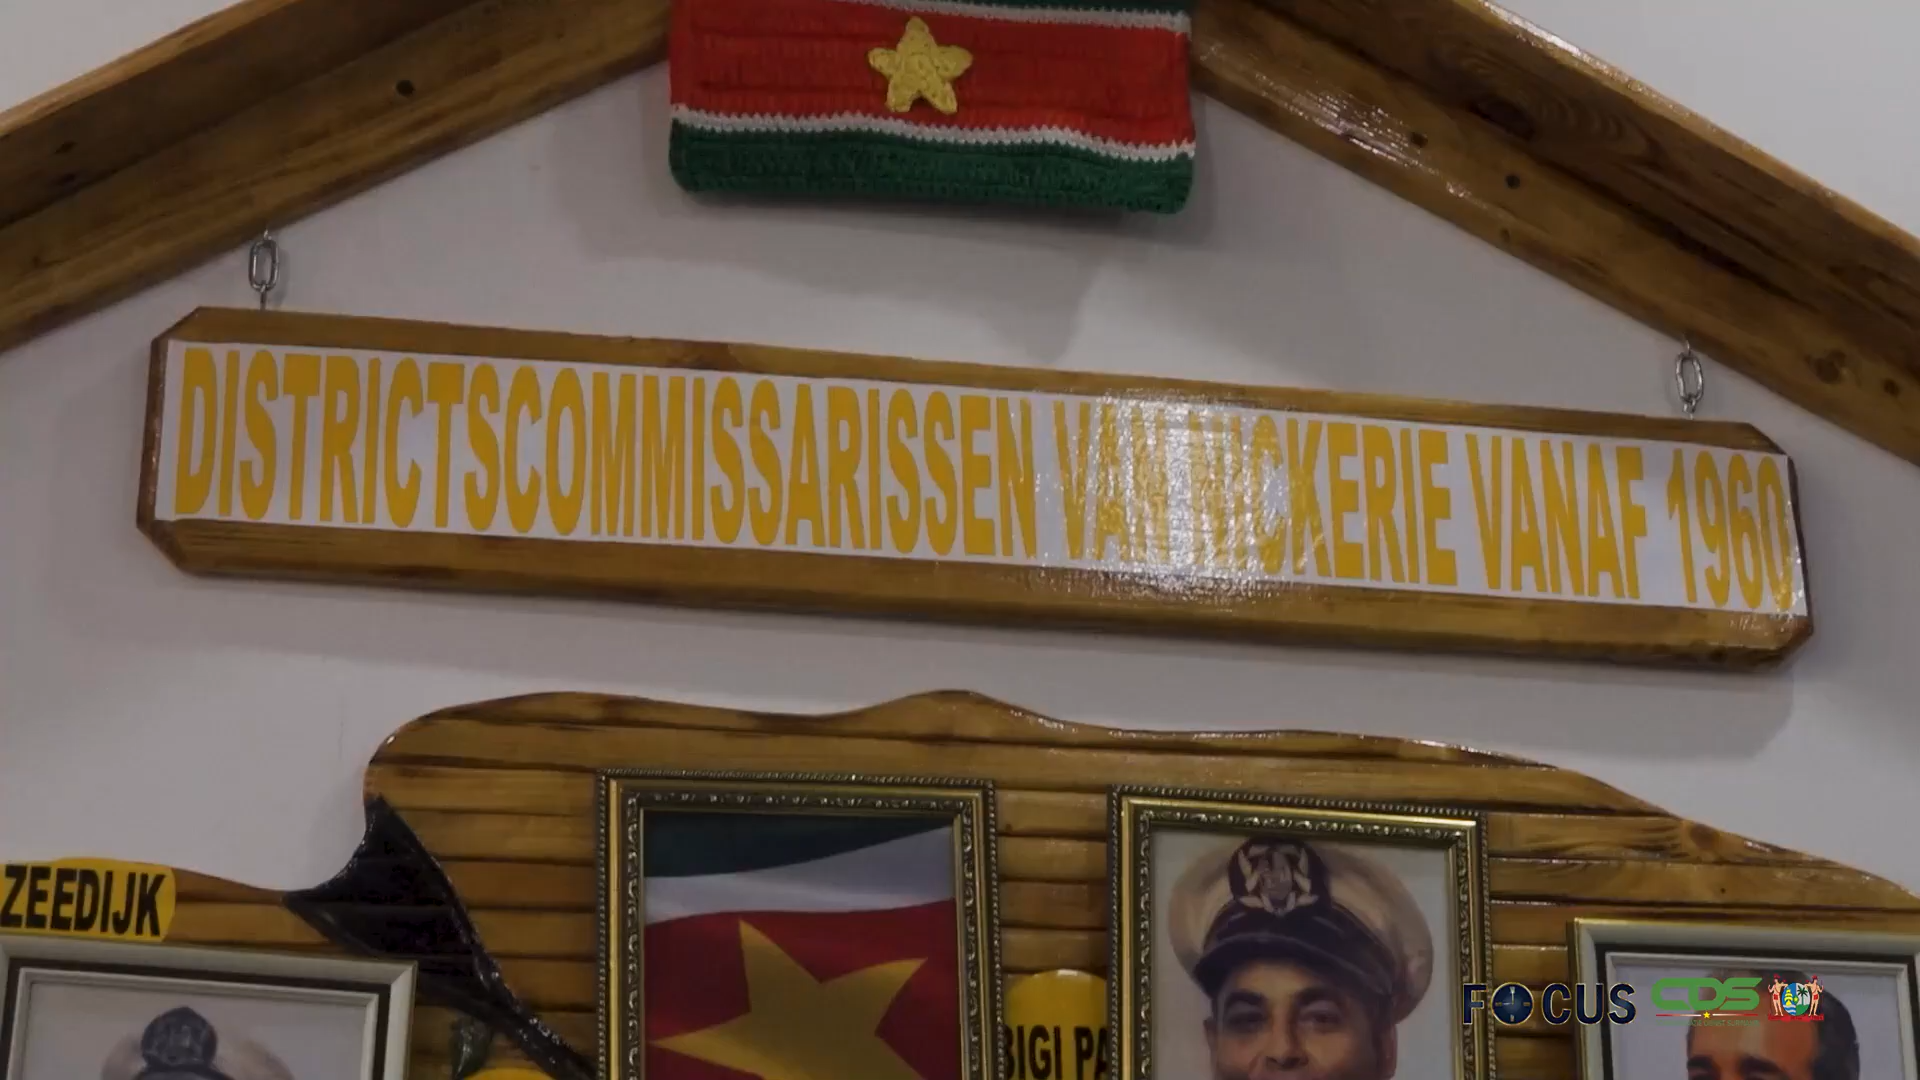 DISTRICTSCOMMISSARISSEN VAN NICKERIE VANAF 1960
ZEEDIJK
BIGI PA
FOCUS
CDS